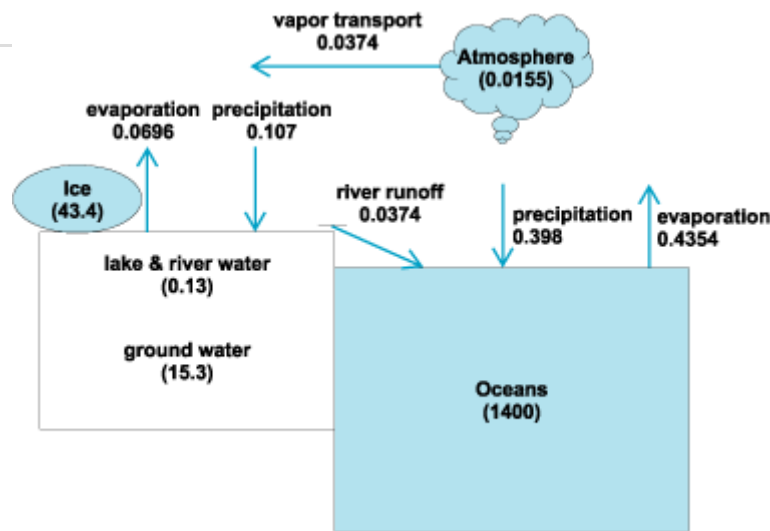 vapor transport
0.0374
Atmosphere
(0.0155)
evaporation
0.0696
precipitation
0.107
Ice
(43.4)
river runoff
0.0374
precipitation
0.398
evaporation
0.4354
lake & river water
(0.13)
ground water
(15.3)
Oceans
(1400)